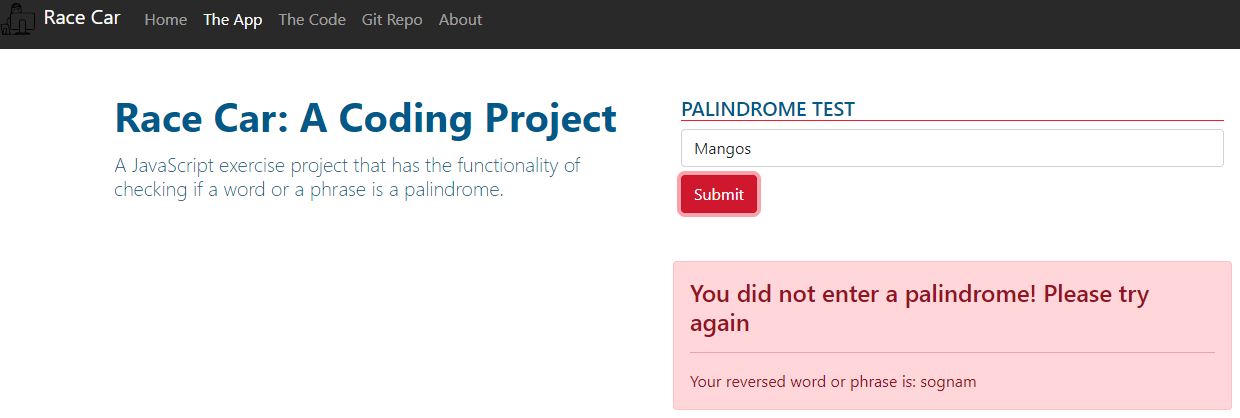 Race Car Home The App The Code Git Repo About
Race Car: A Coding Project
A JavaScript exercise project that has the functionality of
checking if a word or a phrase is a palindrome.
PALINDROME TEST
Mangos
Submit
You did not enter a palindrome! Please try
again
Your reversed word or phrase is: sognam